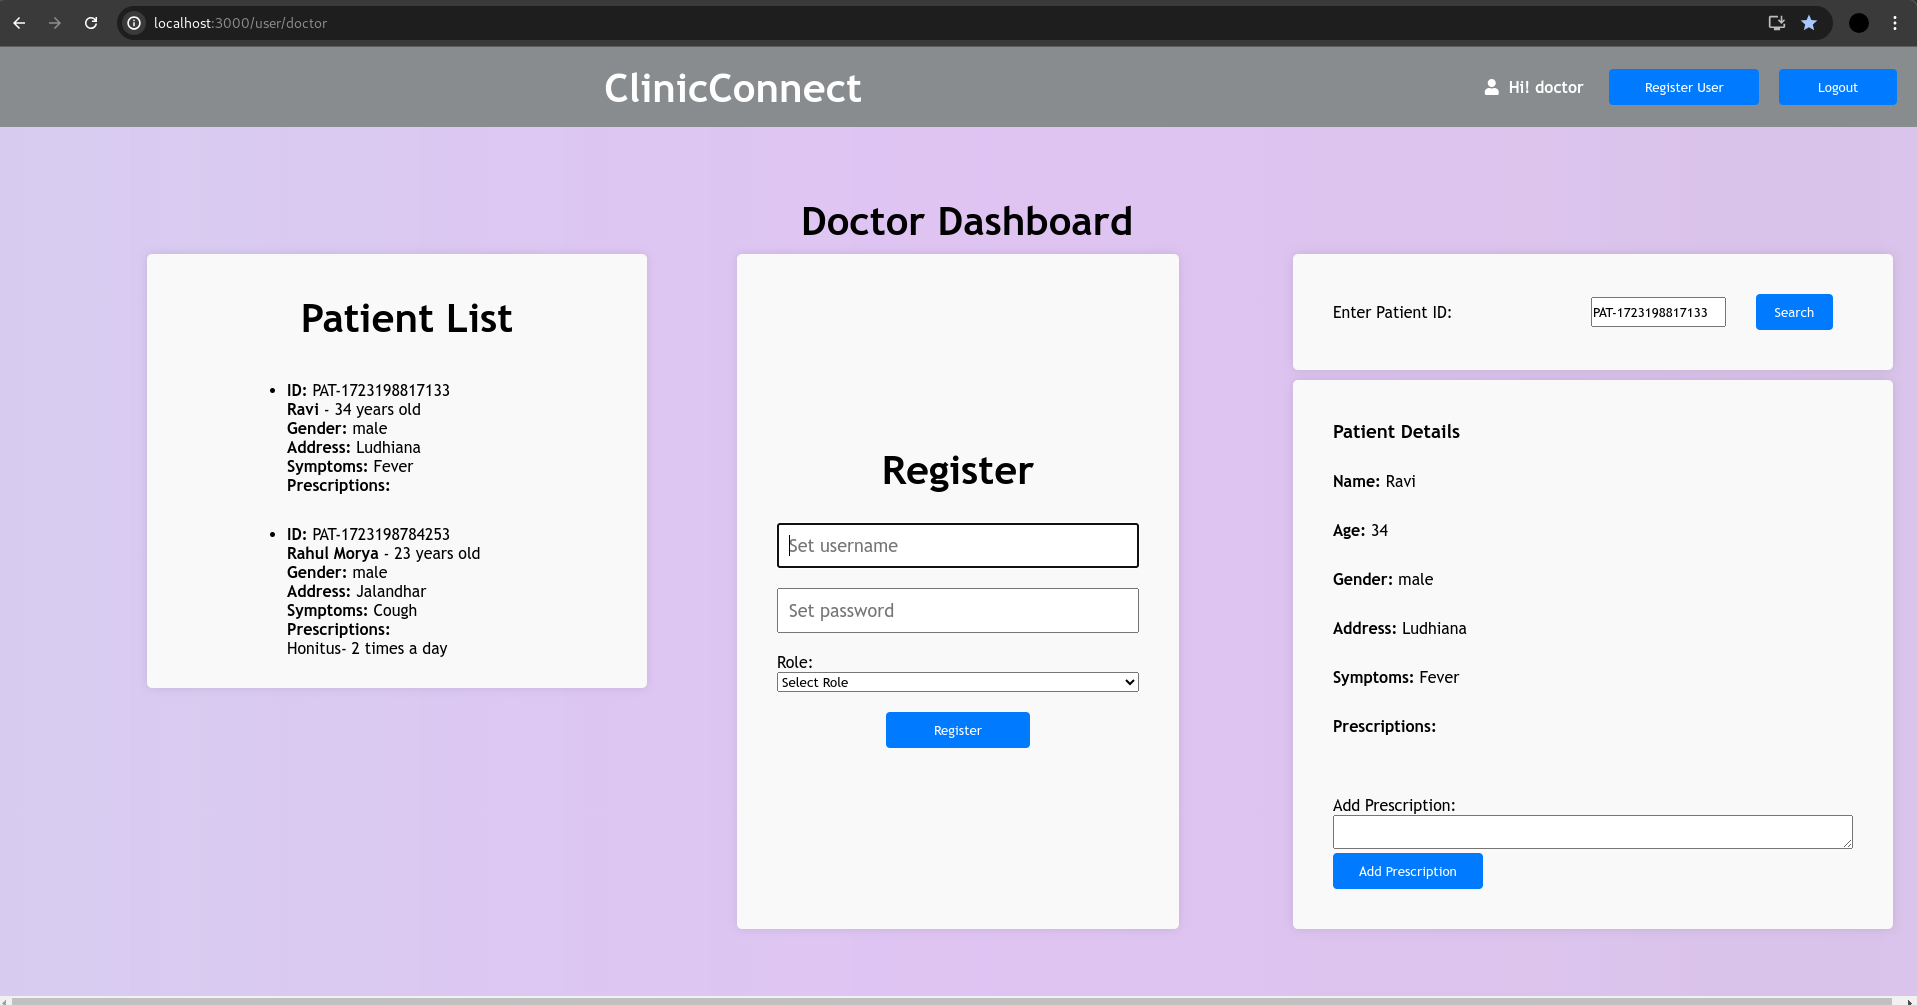 localhost:3000/user/doctor
ClinicConnect
Hi! doctor
Register User
Logout
Doctor Dashboard
Patient List
ID: PAT-1723198817133
Ravi - 34 years old
Gender: male
Address: Ludhiana
Symptoms: Fever
Prescriptions:
ID: PAT-1723198784253
Rahul Morya - 23 years old
Gender: male
Address: Jalandhar
Symptoms: Cough
Prescriptions:
Honitus- 2 times a day
Register
Set username
Set password
Role:
Select Role
Register
Enter Patient ID:
PAT-1723198817133
Search
Patient Details
Name: Ravi
Age: 34
Gender: male
Address: Ludhiana
Symptoms: Fever
Prescriptions:
Add Prescription:
Add Prescription